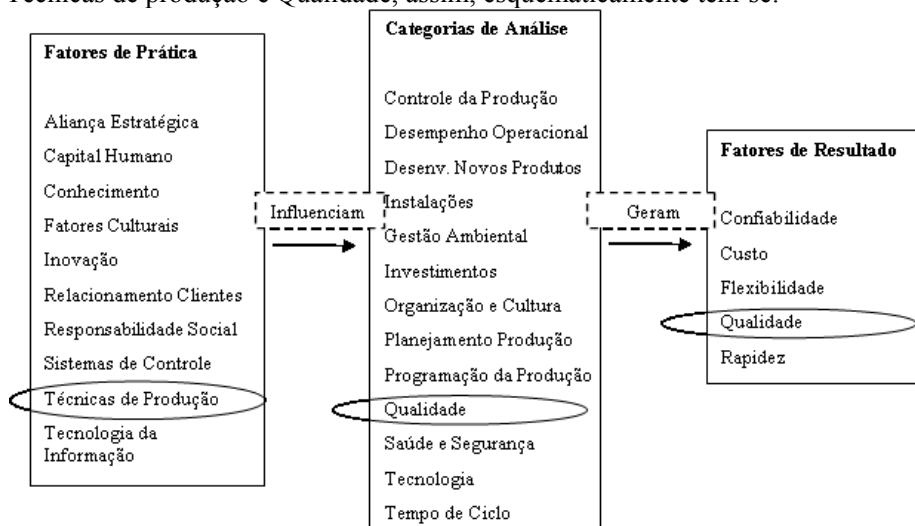 Técnicas de produção e Qualidade, assim, esquematicamente tem-se:
Fatores de Prática
Aliança Estratégica
Capital Humano
Conhecimento
Fatores Culturais
Inovação
Relacionamento Clientes
Responsabilidade Social
Sistemas de Controle
Técnicas de Produção
Tecnologia da
Informação
Influenciam
Categorias de Análise
Controle da Produção
Desempenho Operacional
Desenv. Novos Produtos
Instalações
Gestão Ambiental
Investimentos
Organização e Cultura
Planejamento Produção
Programação da Produção
Qualidade
Saúde e Segurança
Tecnologia
Tempo de Ciclo
Geram
Fatores de Resultado
Confiabilidade
Custo
Flexibilidade
Qualidade
Rapidez